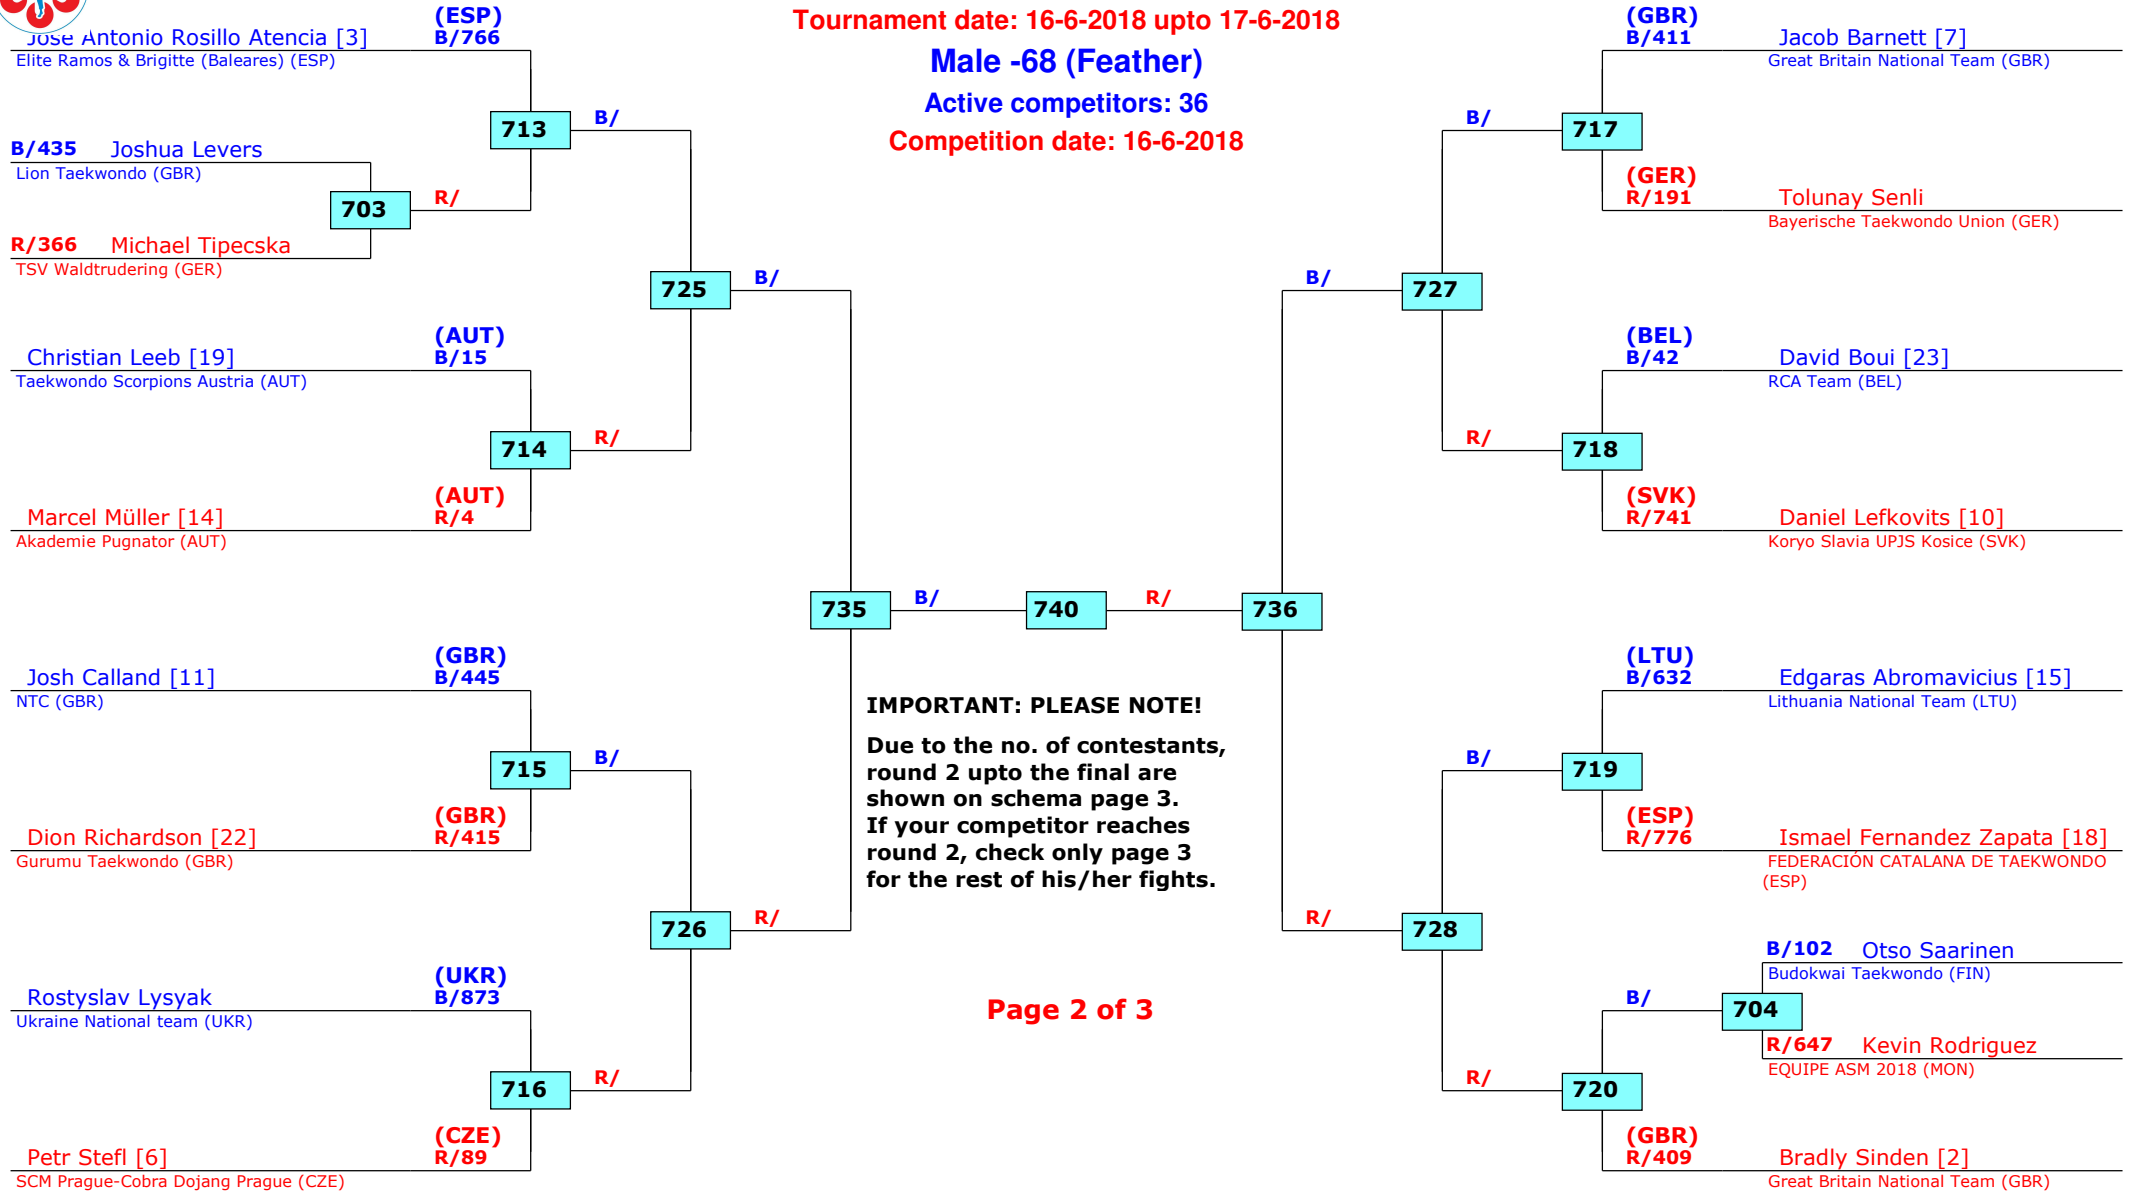 Tournament date: 16-6-2018 upto 17-6-2018
Male -68 (Feather)
Active competitors: 36
Competition date: 16-6-2018
(ESP)
Jose Antonio Rosillo Atencia [3] B/766
Elite Ramos & Brigitte (Baleares) (ESP)
713
B/
B/435 Joshua Levers
Lion Taekwondo (GBR)
703
R/
R/366 Michael Tipecska
TSV Waldtrudering (GER)
725
B/
(AUT)
Christian Leeb [19] B/15
Taekwondo Scorpions Austria (AUT)
714
R/
(AUT)
Marcel Müller [14] R/4
Akademie Pugnator (AUT)
735
B/
740
R/
736
(GBR)
Josh Calland [11] B/445
NTC (GBR)
715
B/
(GBR)
Dion Richardson [22] R/415
Gurumu Taekwondo (GBR)
726
R/
(UKR)
Rostyslav Lysyak B/873
Ukraine National team (UKR)
716
R/
(CZE)
Petr Stefl [6] R/89
SCM Prague-Cobra Dojang Prague (CZE)
IMPORTANT: PLEASE NOTE!
Due to the no. of contestants,
round 2 upto the final are
shown on schema page 3.
If your competitor reaches
round 2, check only page 3
for the rest of his/her fights.
Page 2 of 3
(GBR)
B/411 Jacob Barnett [7]
Great Britain National Team (GBR)
B/
717
(GER)
R/191 Tolunay Senli
Bayerische Taekwondo Union (GER)
B/
727
(BEL)
B/42 David Boui [23]
RCA Team (BEL)
R/
718
(SVK)
R/741 Daniel Lefkovits [10]
Koryo Slavia UPJS Kosice (SVK)
(LTU)
B/632 Edgaras Abromavicius [15]
Lithuania National Team (LTU)
B/
719
(ESP)
R/776 Ismael Fernandez Zapata [18]
FEDERACIÓN CATALANA DE TAEKWONDO
(ESP)
R/
728
B/102 Otso Saarinen
Budokwai Taekwondo (FIN)
B/
704
R/647 Kevin Rodriguez
EQUIPE ASM 2018 (MON)
R/
720
(GBR)
R/409 Bradly Sinden [2]
Great Britain National Team (GBR)